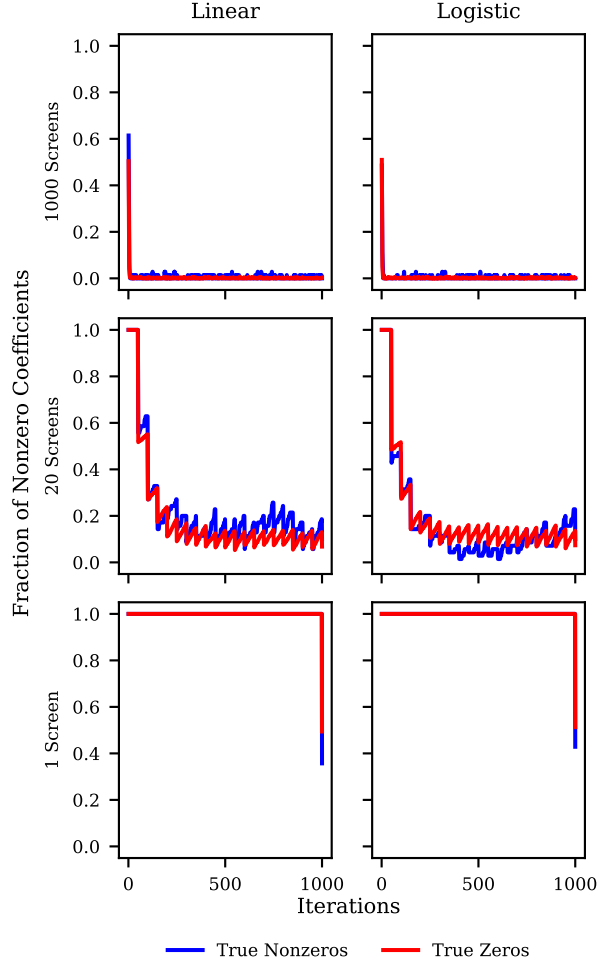 Linear Logistic
Fraction of Nonzero Coefficients
1000 Screens
1.0
0.8
0.6
0.4
0.2
0.0
20 Screens
1.0
0.8
0.6
0.4
0.2
0.0
1 Screen
1.0
0.8
0.6
0.4
0.2
0.0
0 500 1000 0 500 1000
Iterations
True Nonzeros True Zeros